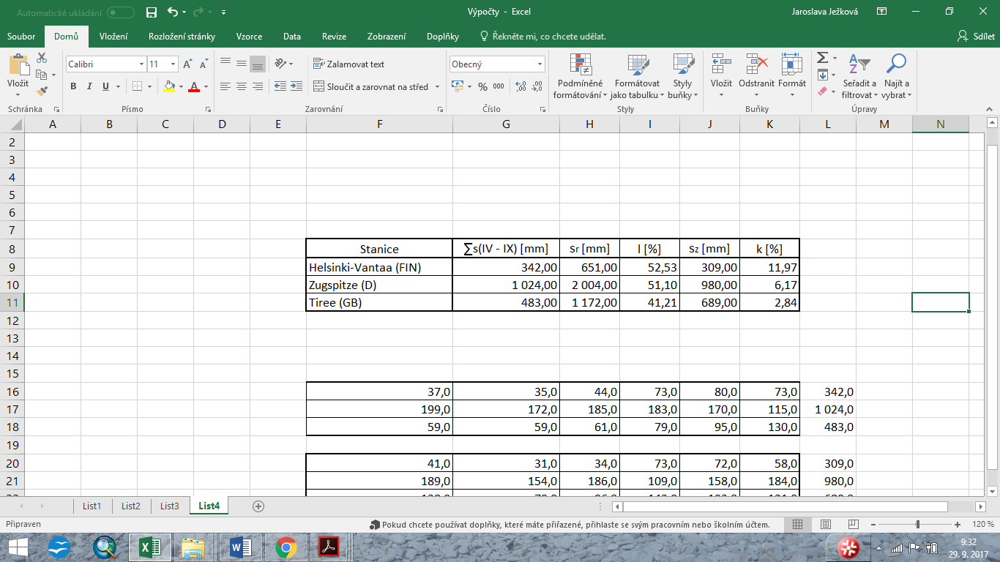 Automatické ukládání
Výpočty - Excel
Jaroslava Ježková
Soubor Domů Vložení Rozložení stránky Vzorce Data Revize Zobrazení Doplňky Řekněte mi, co chcete udělat. Sdílet
Vložit
Calibri 11
B I U A A A
Zalamovat text
Sloučit a zarovnat na střed
Obecný
% 000
Podmíněné formátování
Formátovat jako tabulku
Styly buňky
Vložit Odstranit Formát
Seřadit a filtrovat
Najít a vybrat
Schránka Písmo Zarovnání Číslo Styly Buňky Úpravy
A B C D E F G H I J K L M N
2
3
4
5
6
7
8 Stanice ∑s(IV - IX) [mm] sr [mm] l [%] sz [mm] k [%]
9 Helsinki-Vantaa (FIN) 342,00 651,00 52,53 309,00 11,97
10 Zugspitze (D) 1 024,00 2 004,00 51,10 980,00 6,17
11 Tiree (GB) 483,00 1 172,00 41,21 689,00 2,84
12
13
14
15
16 37,0 35,0 44,0 73,0 80,0 73,0 342,0
17 199,0 172,0 185,0 183,0 170,0 115,0 1 024,0
18 59,0 59,0 61,0 79,0 95,0 130,0 483,0
19
20 41,0 31,0 34,0 73,0 72,0 58,0 309,0
21 189,0 154,0 186,0 109,0 158,0 184,0 980,0
List1 List2 List3 List4
Připraven
Pokud chcete používat doplňky, které máte přiřazené, přihlaste se svým pracovním nebo školním účtem.
120 %
9:32
29. 9. 2017